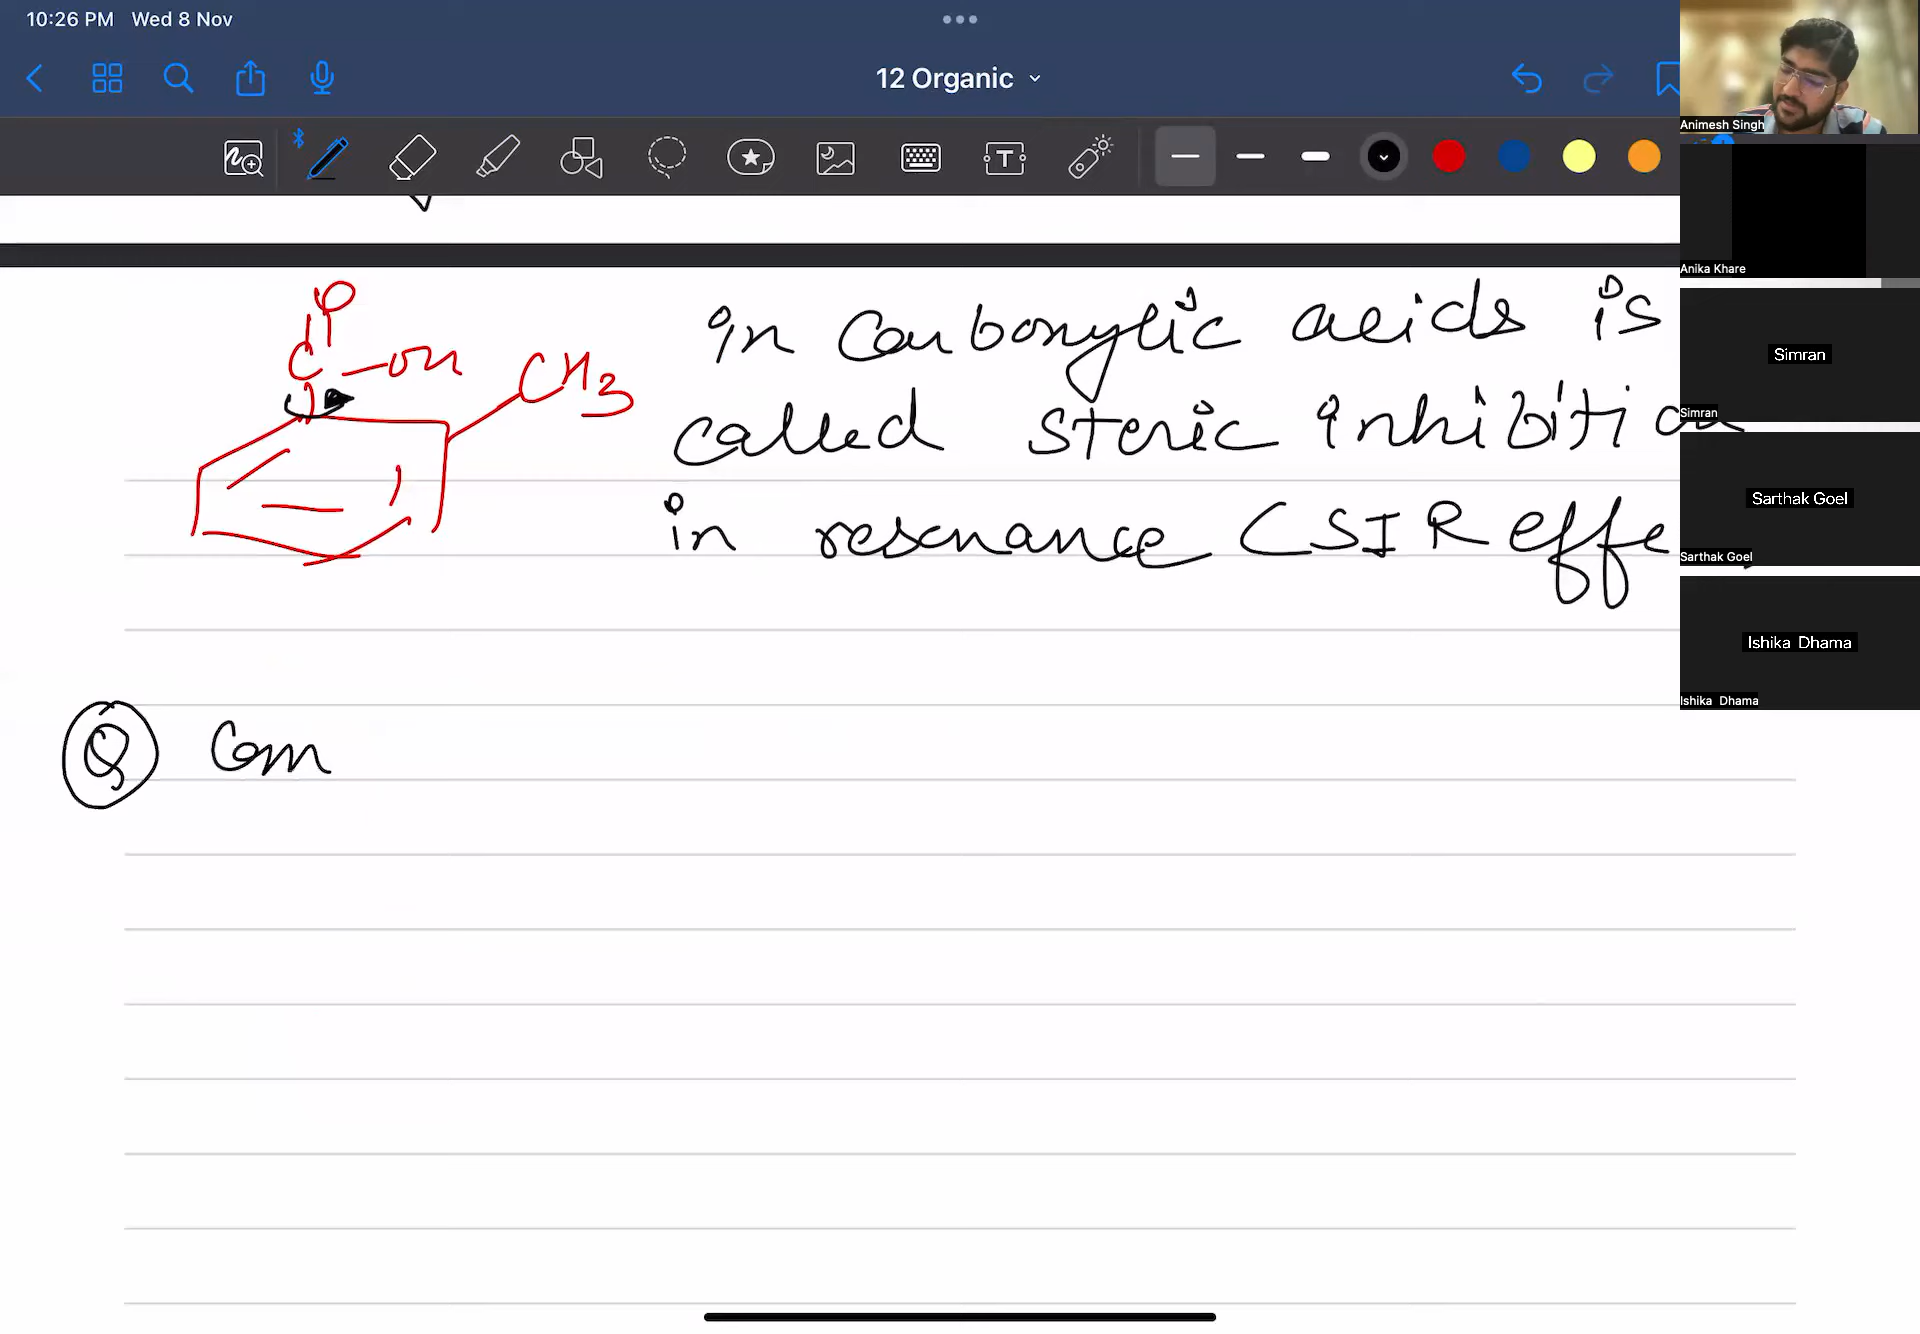 10:26 PM Wed 8 Nov
12 Organic
Animesh Singh
Anika Khare
Simran
Simran
Sarthak Goel
Sarthak Goel
Ishika Dhama
Ishika Dhama
O
C - OH
CH3
in Carboxylic acids is
called steric inhibition
in resonance (SIR effe
Q Com